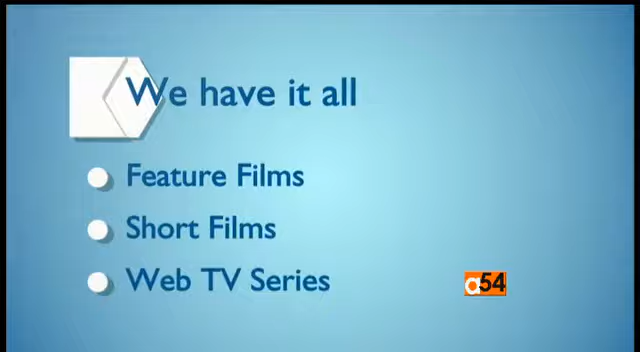 We have it all
Feature Films
Short Films
Web TV Series
a54